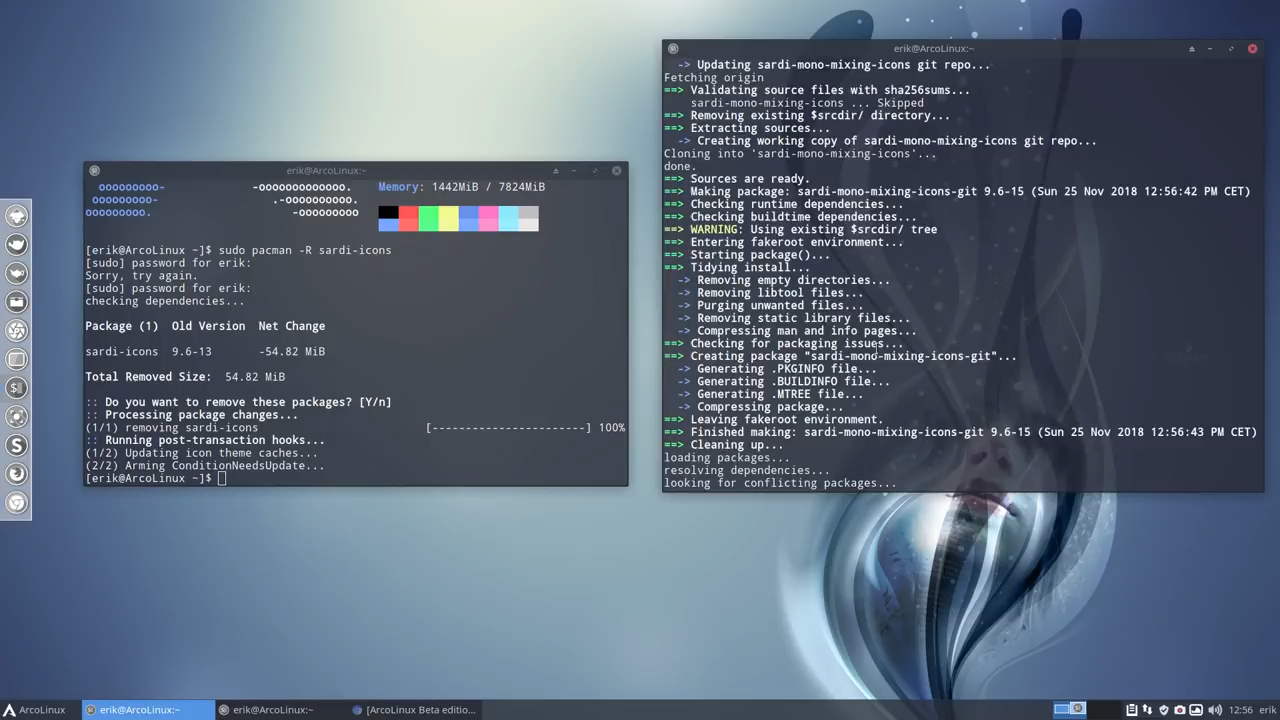 erik@ArcoLinux:~
ooooooooo-               -ooooooooooooo.   Memory: 1442MiB / 7824MiB
ooooooooo-                 .-oooooooooooo.
ooooooooo.                     -ooooooooo
[erik@ArcoLinux ~]$ sudo pacman -R sardi-icons
[sudo] password for erik:
Sorry, try again.
[sudo] password for erik:
checking dependencies...
Package (1)  Old Version  Net Change
sardi-icons  9.6-13       -54.82 MiB
Total Removed Size:  54.82 MiB
:: Do you want to remove these packages? [Y/n]
:: Processing package changes...
(1/1) removing sardi-icons                          [-----------------------] 100%
:: Running post-transaction hooks...
(1/2) Updating icon theme caches...
(2/2) Arming ConditionNeedsUpdate...
[erik@ArcoLinux ~]$
erik@ArcoLinux:~
-> Updating sardi-mono-mixing-icons git repo...
Fetching origin
==> Validating source files with sha256sums...
sardi-mono-mixing-icons ... Skipped
==> Removing existing $srcdir/ directory...
==> Extracting sources...
-> Creating working copy of sardi-mono-mixing-icons git repo...
Cloning into 'sardi-mono-mixing-icons'...
done.
==> Sources are ready.
==> Making package: sardi-mono-mixing-icons-git 9.6-15 (Sun 25 Nov 2018 12:56:42 PM CET)
==> Checking runtime dependencies...
==> Checking buildtime dependencies...
==> WARNING: Using existing $srcdir/ tree
==> Entering fakeroot environment...
==> Starting package()...
==> Tidying install...
-> Removing empty directories...
-> Removing libtool files...
-> Purging unwanted files...
-> Removing static library files...
-> Compressing man and info pages...
==> Checking for packaging issues...
==> Creating package "sardi-mono-mixing-icons-git"...
-> Generating .PKGINFO file...
-> Generating .BUILDINFO file...
-> Generating .MTREE file...
-> Compressing package...
==> Leaving fakeroot environment.
==> Finished making: sardi-mono-mixing-icons-git 9.6-15 (Sun 25 Nov 2018 12:56:43 PM CET)
==> Cleaning up...
loading packages...
resolving dependencies...
looking for conflicting packages...
ArcoLinux
erik@ArcoLinux:~
erik@ArcoLinux:~
[ArcoLinux Beta editio...
12:56
erik